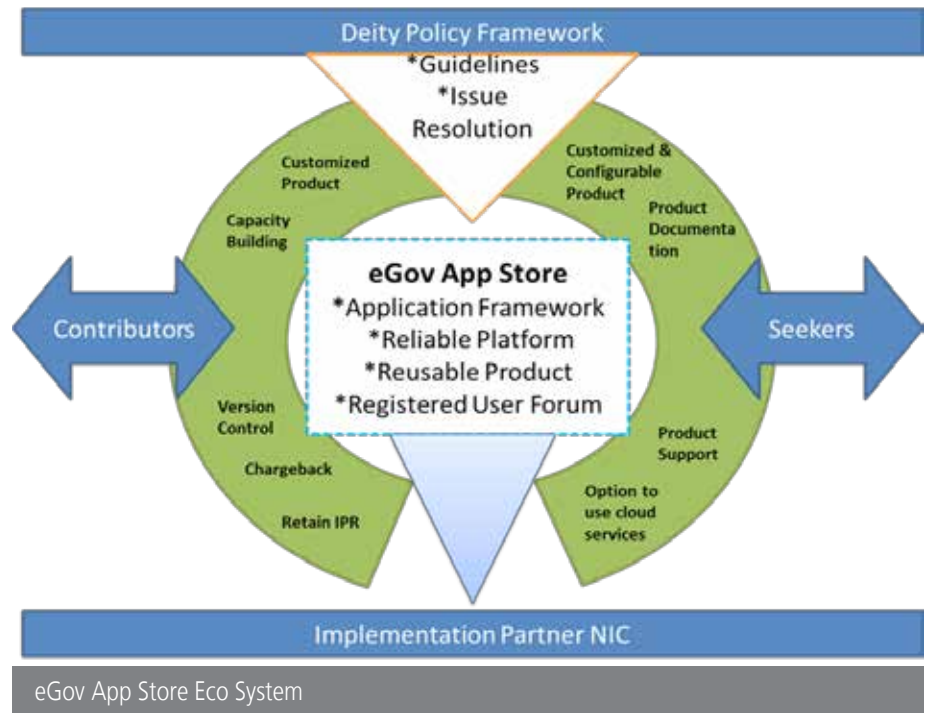 Deity Policy Framework
*Guidelines
*Issue
Resolution
Customized
Product
Capacity
Building
Customized &
Configurable
Product
Product
Documenta
tion
Contributors
eGov App Store
*Application Framework
*Reliable Platform
*Reusable Product
*Registered User Forum
Seekers
Version
Control
Chargeback
Retain IPR
Product
Support
Option to
use cloud
services
Implementation Partner NIC
eGov App Store Eco System